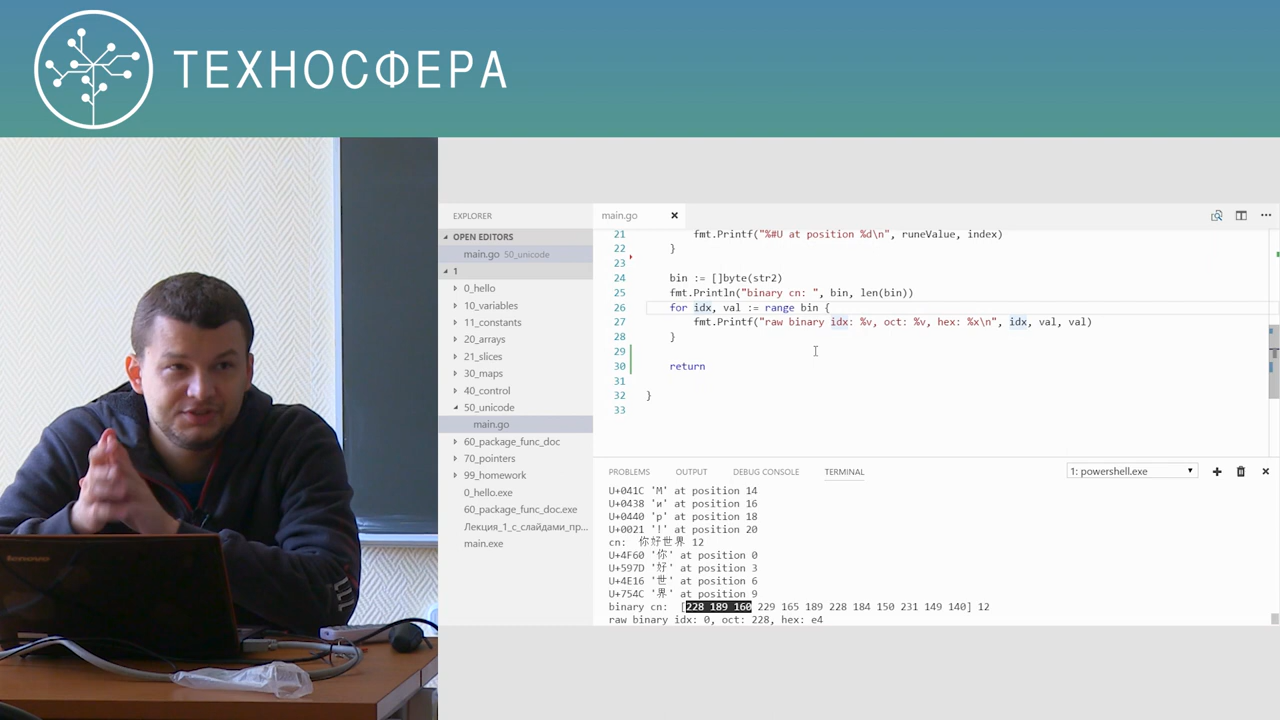 ТЕХНОСФЕРА
EXPLORER
OPEN EDITORS
main.go 50_unicode
1
0_hello
10_variables
11_constants
20_arrays
21_slices
30_maps
40_control
50_unicode
main.go
60_package_func_doc
70_pointers
99_homework
0_hello.exe
60_package_func_doc.exe
Лекция_1_с_слайдами_пр...
main.exe
main.go
21 fmt.Printf("%#U at position %d\n", runeValue, index)
22 }
23
24 bin := []byte(str2)
25 fmt.Println("binary cn: ", bin, len(bin))
26 for idx, val := range bin {
27 fmt.Printf("raw binary idx: %v, oct: %v, hex: %x\n", idx, val, val)
28 }
29
30 return
31
32 }
33
PROBLEMS OUTPUT DEBUG CONSOLE TERMINAL 1: powershell.exe
U+041C 'М' at position 14
U+0438 'и' at position 16
U+0440 'р' at position 18
U+0021 '!' at position 20
cn:  你好世界 12
U+4F60 '你' at position 0
U+597D '好' at position 3
U+4E16 '世' at position 6
U+754C '界' at position 9
binary cn:  [228 189 160 229 165 189 228 184 150 231 149 140] 12
raw binary idx: 0, oct: 228, hex: e4